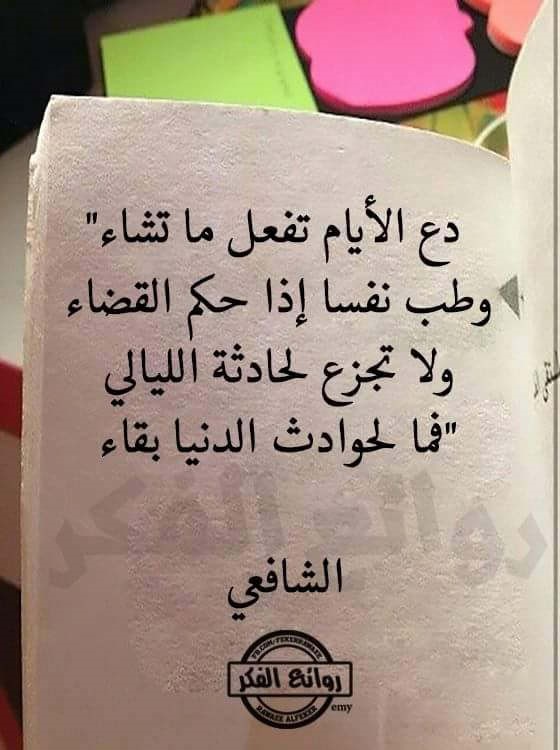 "دع الأيام تفعل ما تشاء
وطب نفسا إذا حكم القضاء
ولا تجزع لحادثة الليالي
فما لحوادث الدنيا بقاء"
روائع الفكر
الشافعي
FB.COM/FEKERRAWAEE
روائع الفكر
emy
RAWAEE ALFEKER